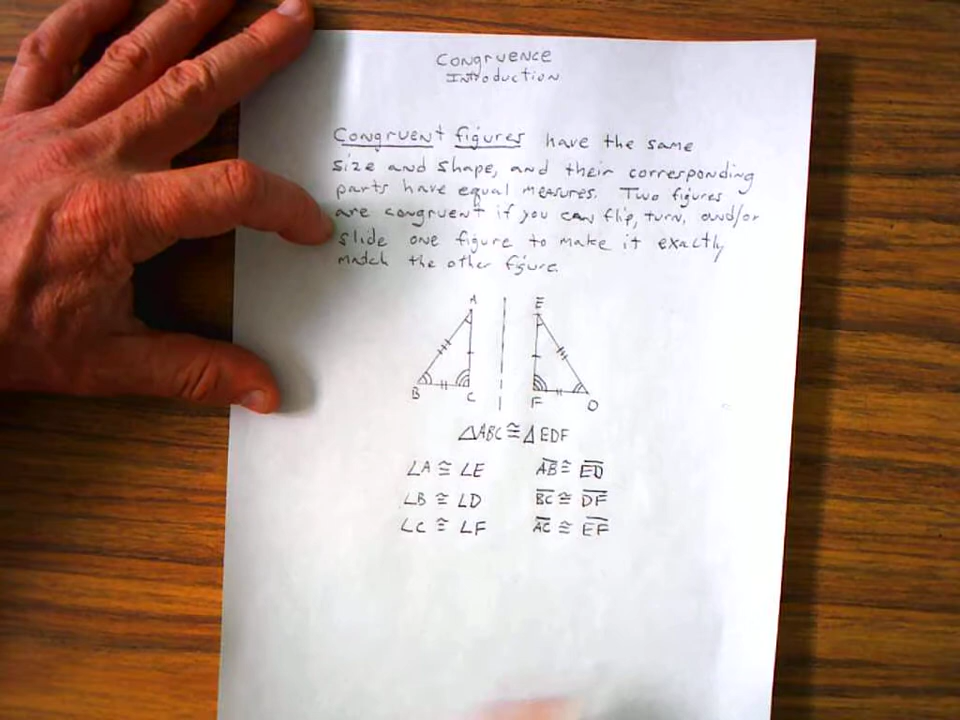 Congruence
Introduction
Congruent figures have the same
size and shape, and their corresponding
parts have equal measures. Two figures
are congruent if you can flip, turn, and/or
slide one figure to make it exactly
match the other figure.
A E
B C F D
△ABC ≅ △EDF
∠A ≅ ∠E AB ≅ ED
∠B ≅ ∠D BC ≅ DF
∠C ≅ ∠F AC ≅ EF